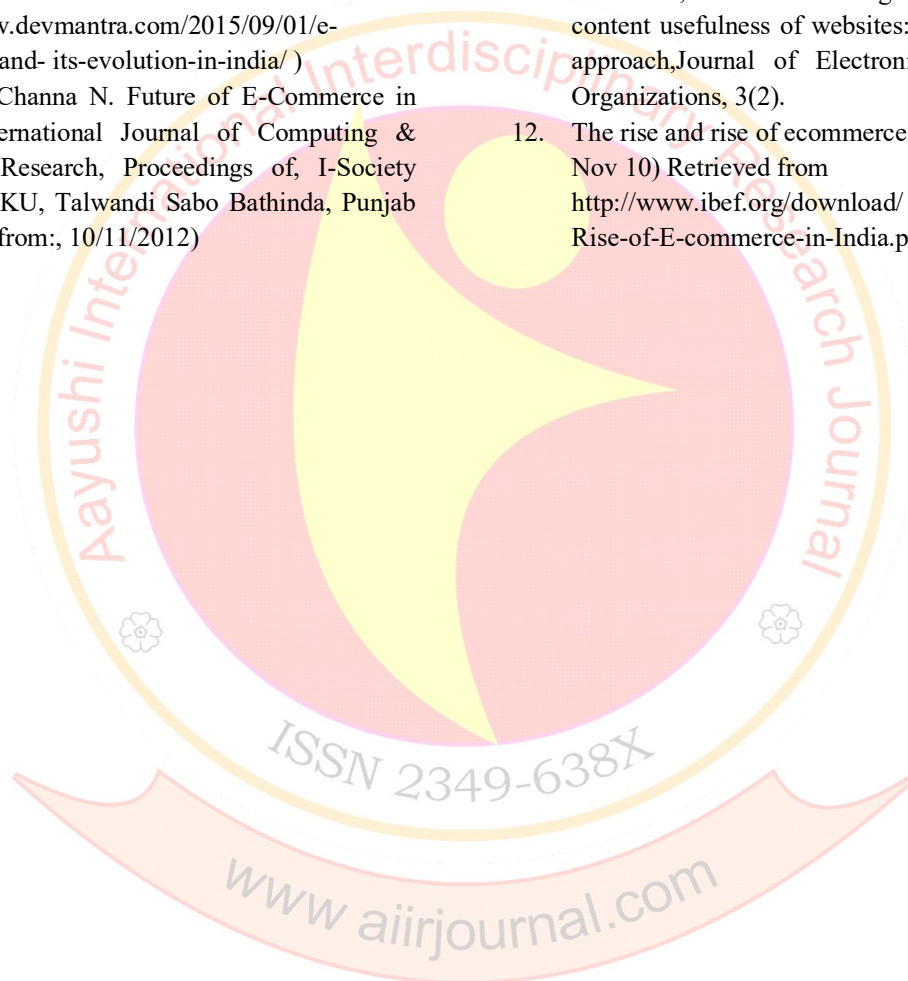 w.devmantra.com/2015/09/01/e-
and- its-evolution-in-india/ )
Channa N. Future of E-Commerce in
ernational Journal of Computing &
Research, Proceedings of, I-Society
KU, Talwandi Sabo Bathinda, Punjab
from:, 10/11/2012)
content usefulness of websites:
approach,Journal of Electroni
Organizations, 3(2).
12. The rise and rise of ecommerce
Nov 10) Retrieved from
http://www.ibef.org/download/
Rise-of-E-commerce-in-India.p
Aayushi International Interdisciplinary Research Journal
ISSN 2349-638X
www aiirjournal.com